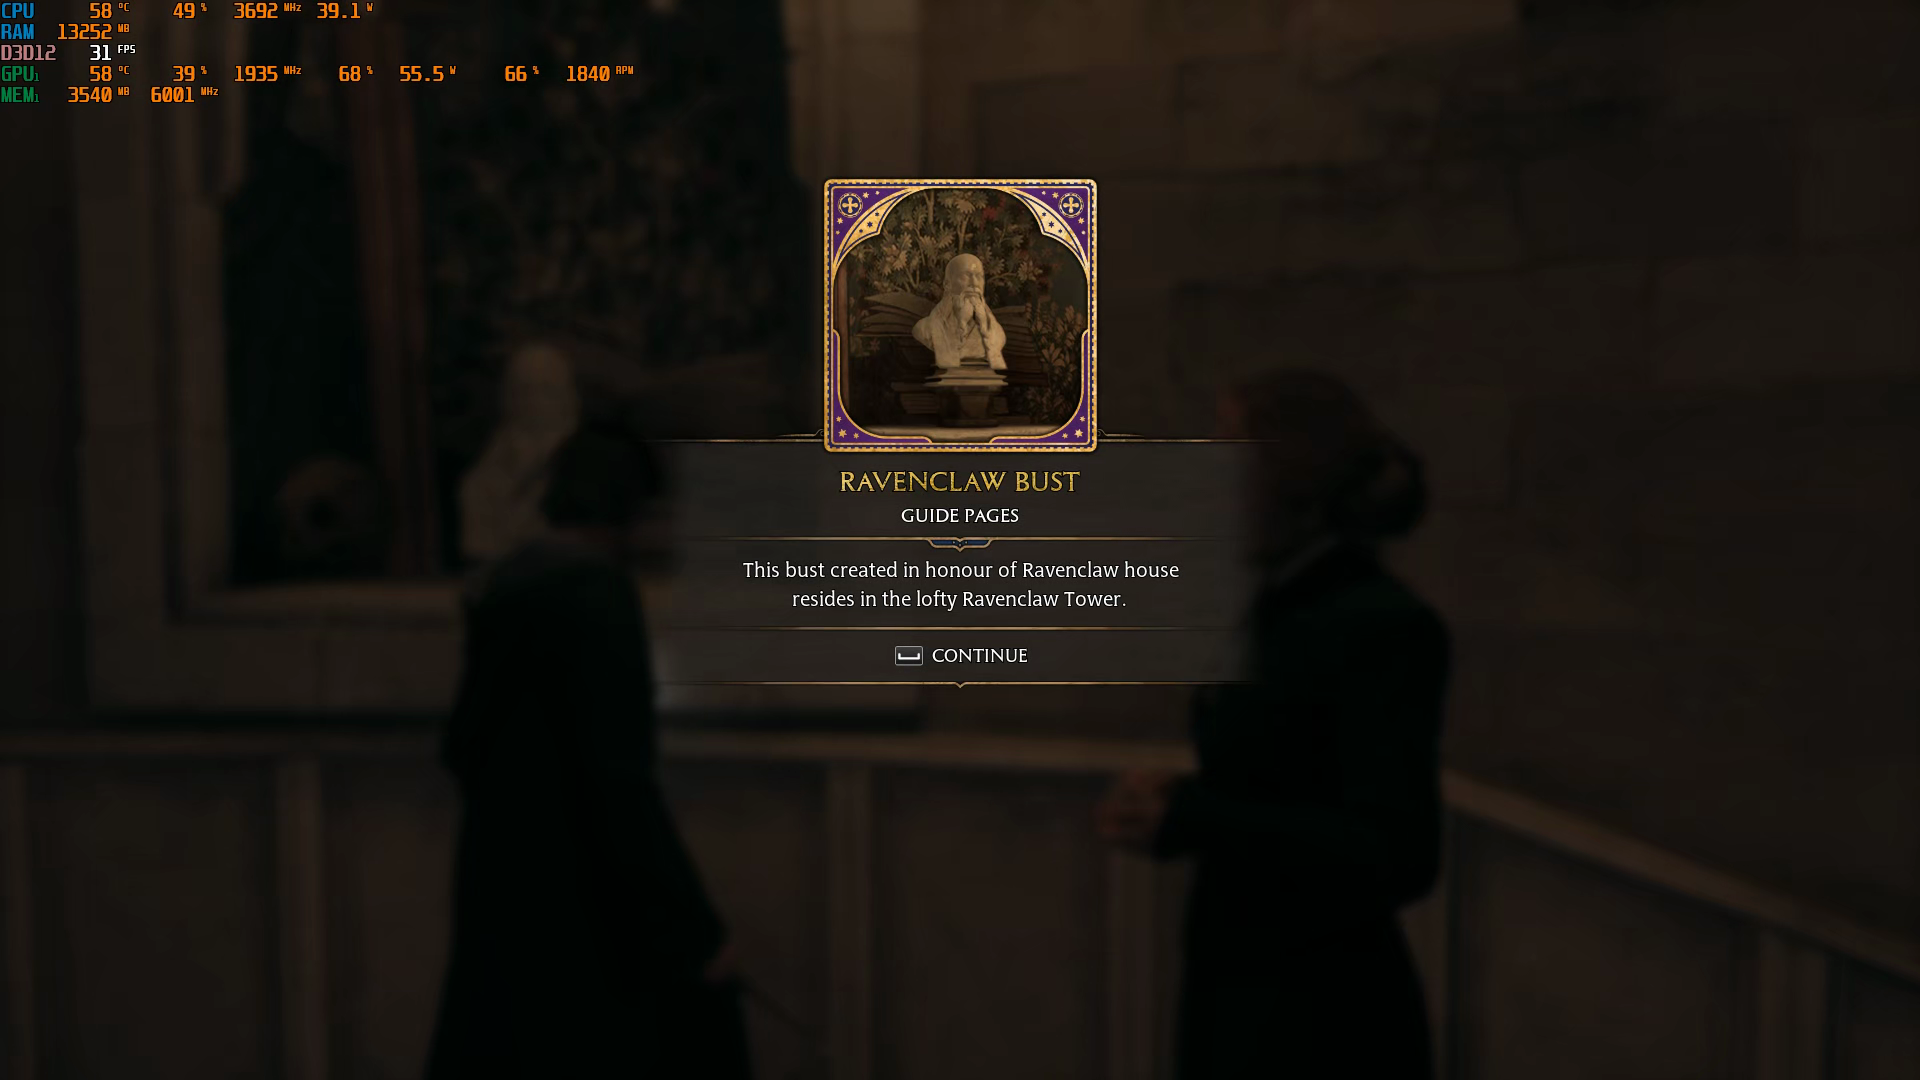 CPU 58 °C 49 % 3692 MHz 39.1 W
RAM 13252 MB
D3D12 31 FPS
GPU1 58 °C 39 % 1935 MHz 68 % 55.5 W 66 % 1840 RPM
MEM1 3540 MB 6001 MHz
RAVENCLAW BUST
GUIDE PAGES
This bust created in honour of Ravenclaw house
resides in the lofty Ravenclaw Tower.
CONTINUE